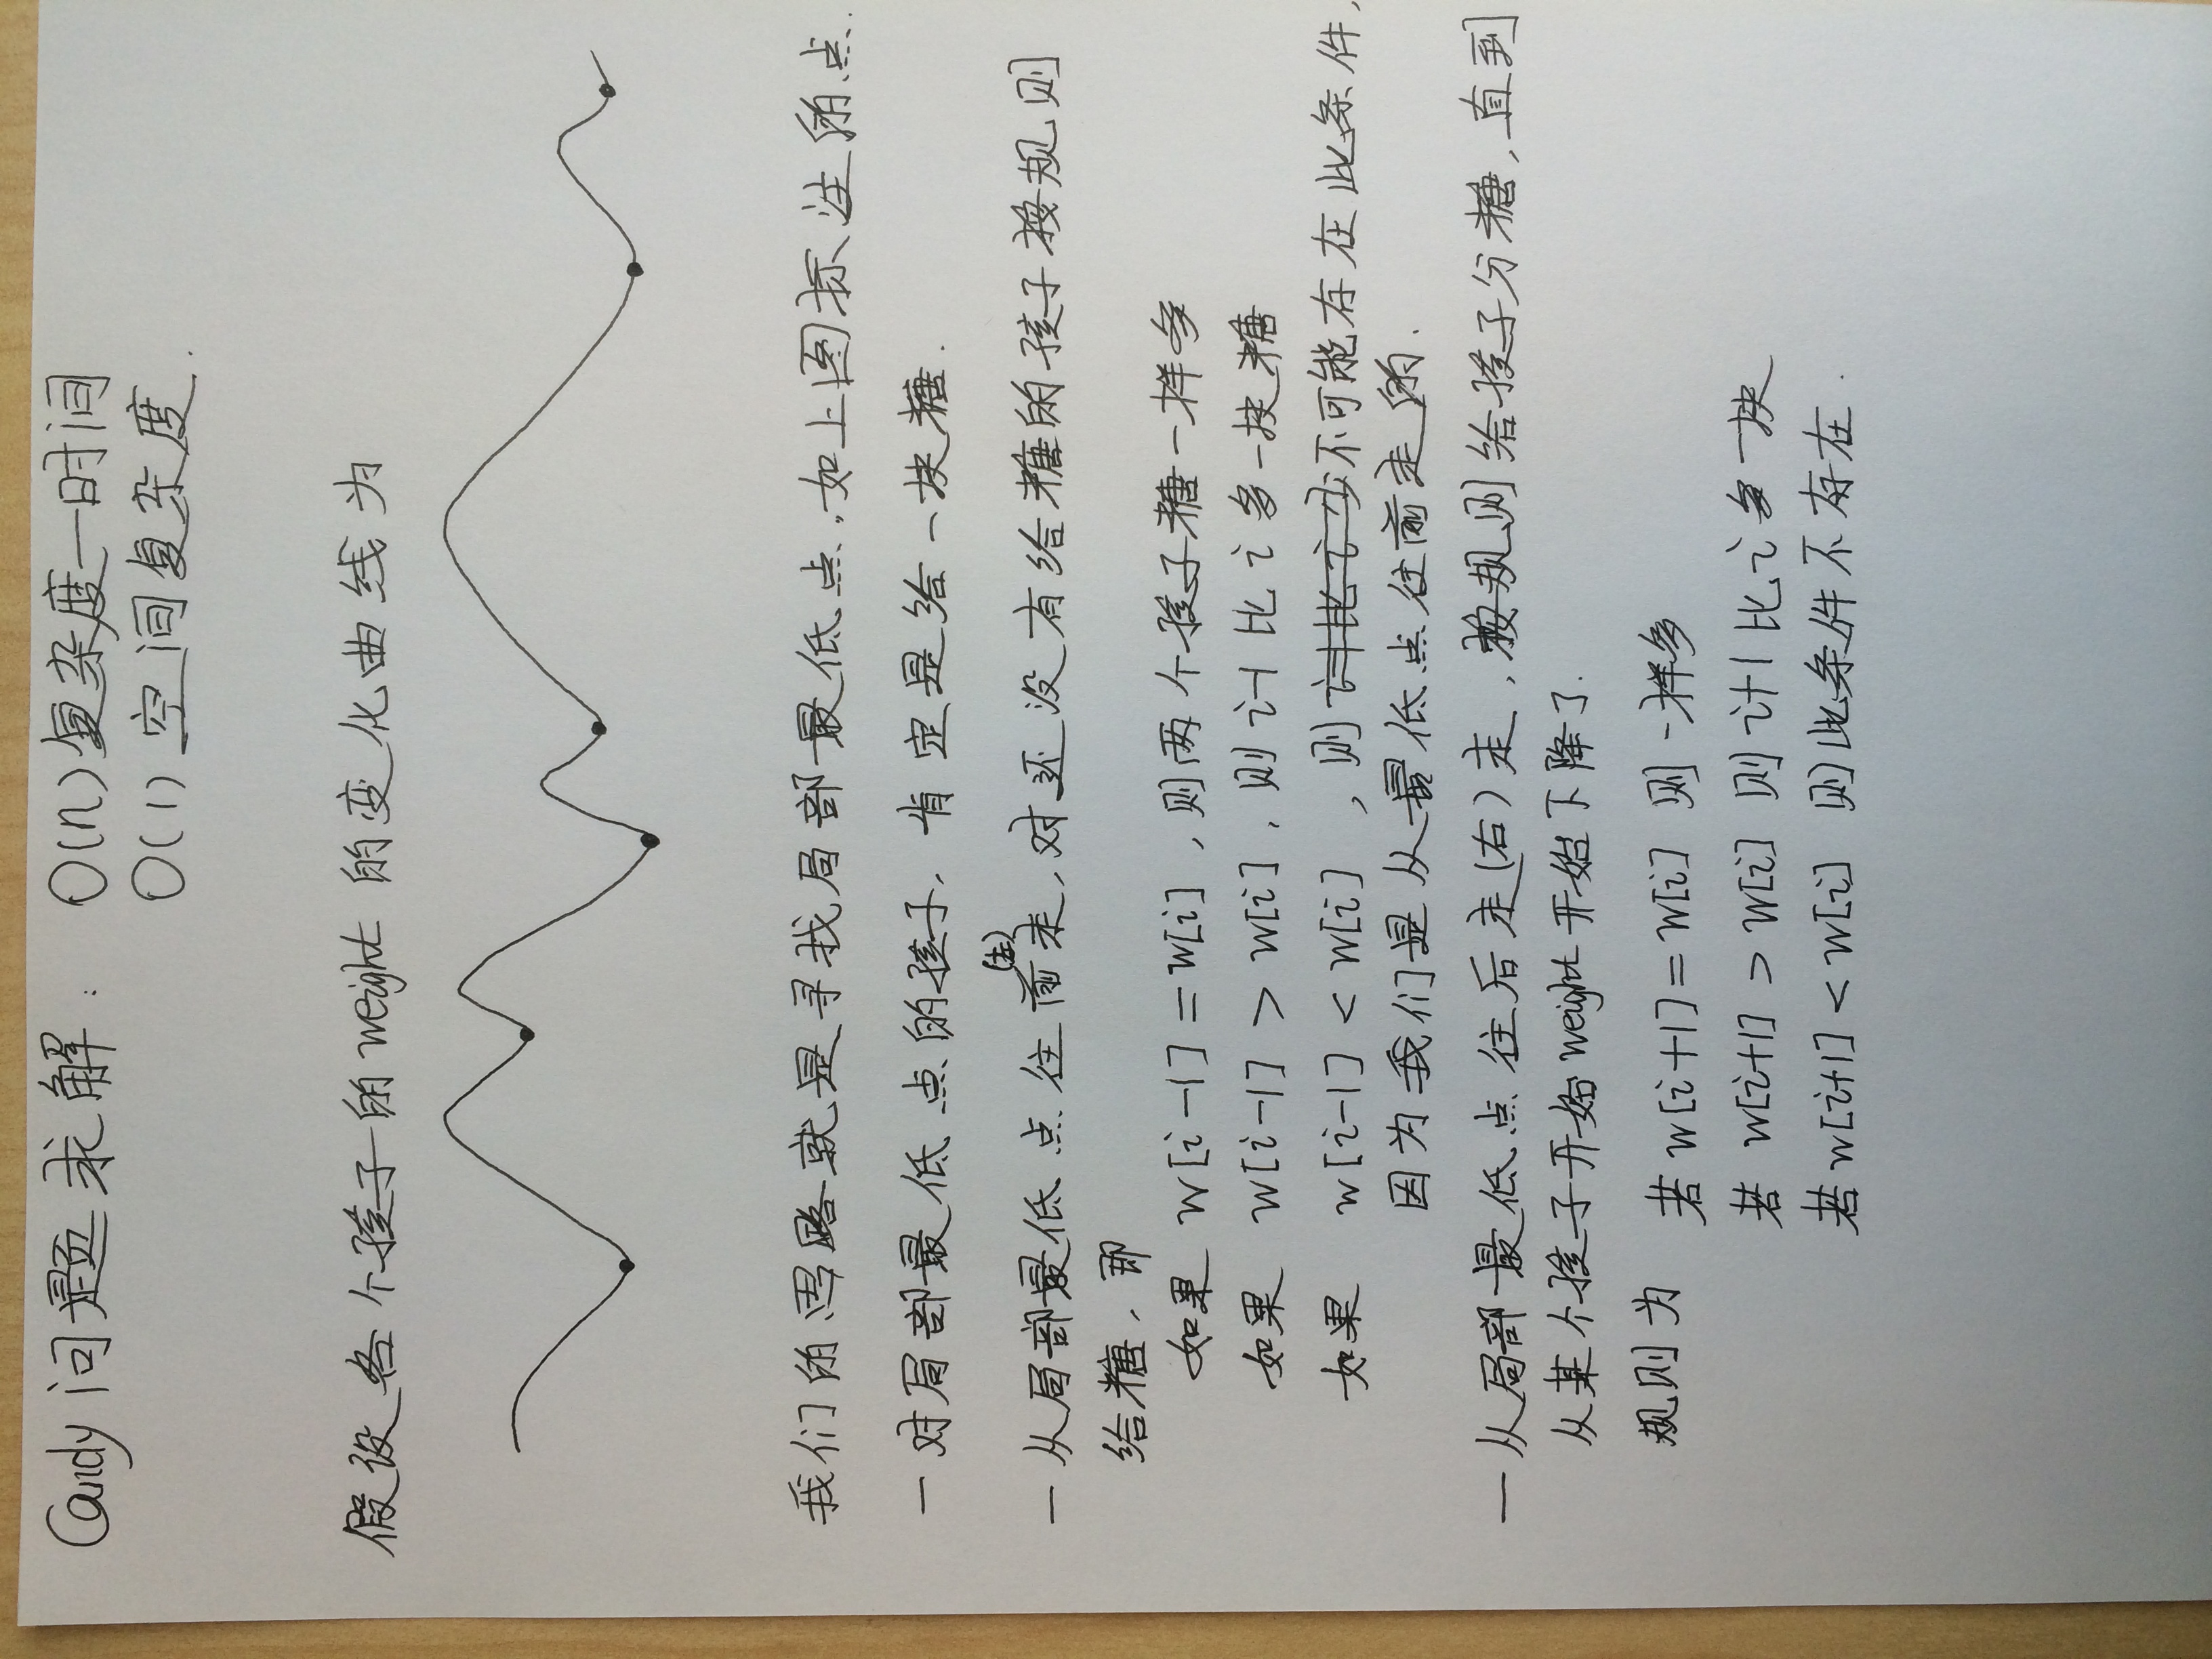 Candy 问题求解: O(n)复杂度—时间
O(1) 空间复杂度.
假设各个孩子的weight 的变化曲线为
我们的思路就是寻找局部最低点,如上图标注的点.
— 对局部最低点的孩子, 肯定是给一块糖.
(左)
— 从局部最低点往前走,对还没有给糖的孩子按规则
给糖, 即
如果 w[i-1] = w[i] , 则两个孩子糖一样多
如果 w[i-1] > w[i] , 则 i-1 比 i 多一块糖
如果 w[i-1] < w[i] , 则 i-1比 i 少不可能存在此条件,
因为我们是从最低点往前走的.
— 从局部最低点往后走(右)走, 按规则给孩子分糖, 直到
从某个孩子开始weight开始下降了.
规则为 若 w[i+1] = w[i] 则一样多
若 w[i+1] > w[i] 则 i+1 比 i 多一块
若 w[i+1] < w[i] 则此条件不存在.